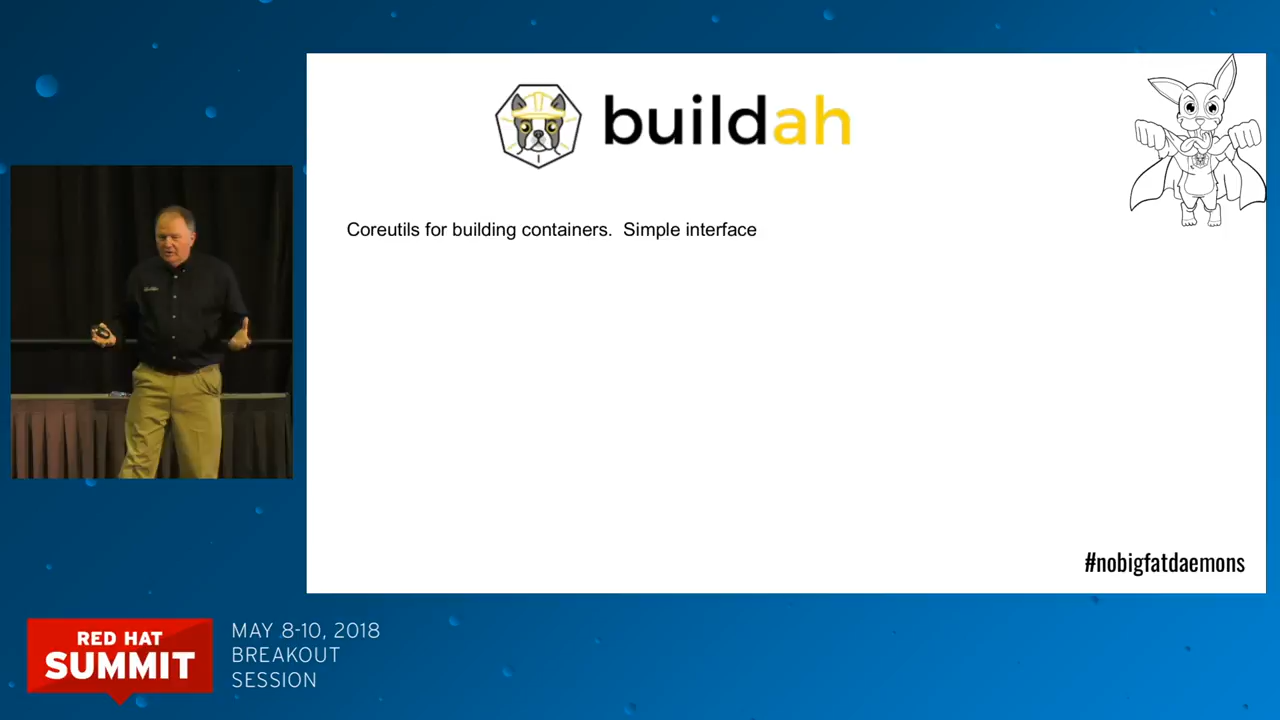 buildah
Coreutils for building containers.  Simple interface
#nobigfatdaemons
RED HAT
SUMMIT
MAY 8-10, 2018
BREAKOUT
SESSION